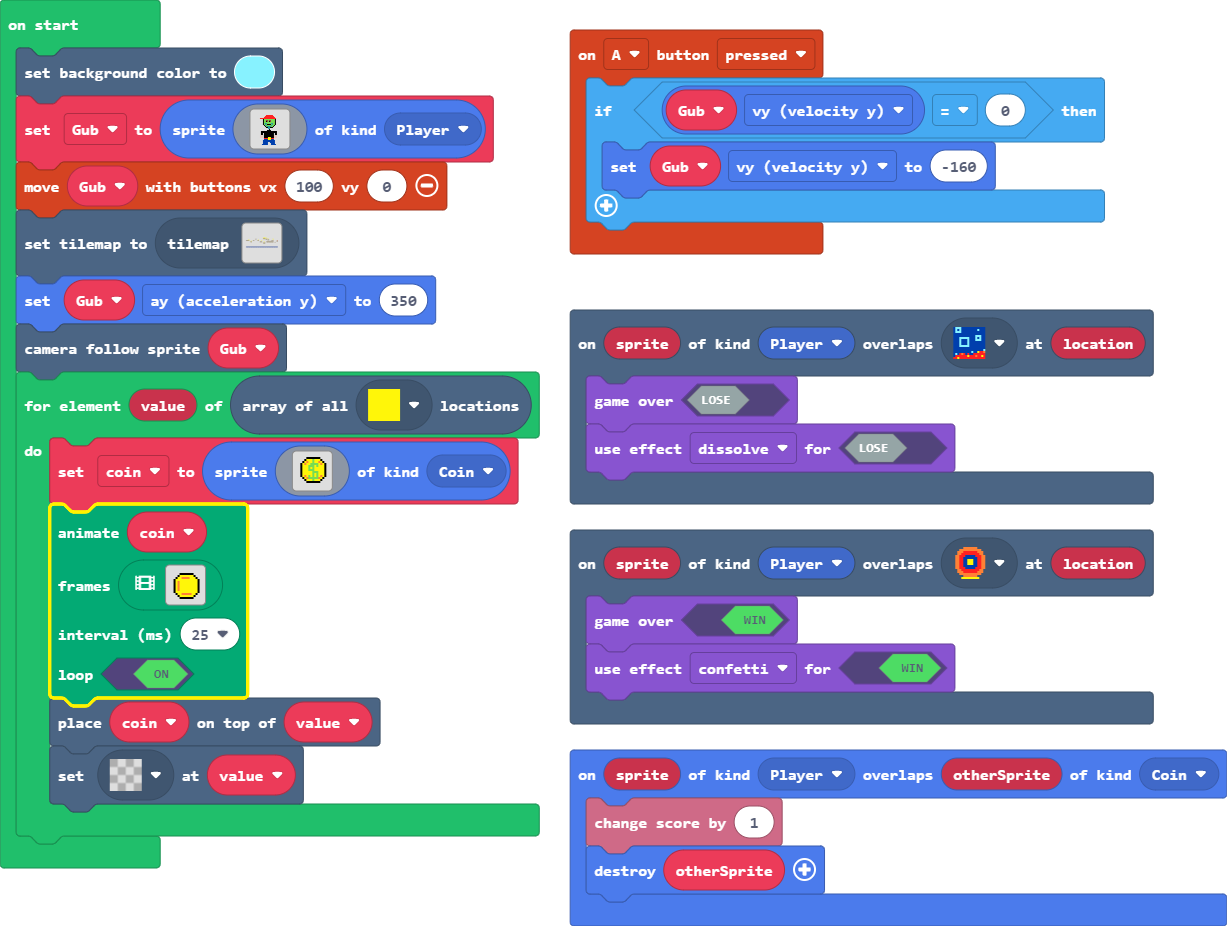 on start
set background color to
set Gub to sprite of kind Player
move Gub with buttons vx 100 vy 0
set tilemap to tilemap
set Gub ay (acceleration y) to 350
camera follow sprite Gub
for element value of array of all locations
do
set coin to sprite of kind Coin
animate coin
frames
interval (ms) 25
loop ON
place coin on top of value
set at value
on A button pressed
if Gub vy (velocity y) = 0 then
set Gub vy (velocity y) to -160
on sprite of kind Player overlaps at location
game over LOSE
use effect dissolve for LOSE
on sprite of kind Player overlaps at location
game over WIN
use effect confetti for WIN
on sprite of kind Player overlaps otherSprite of kind Coin
change score by 1
destroy otherSprite